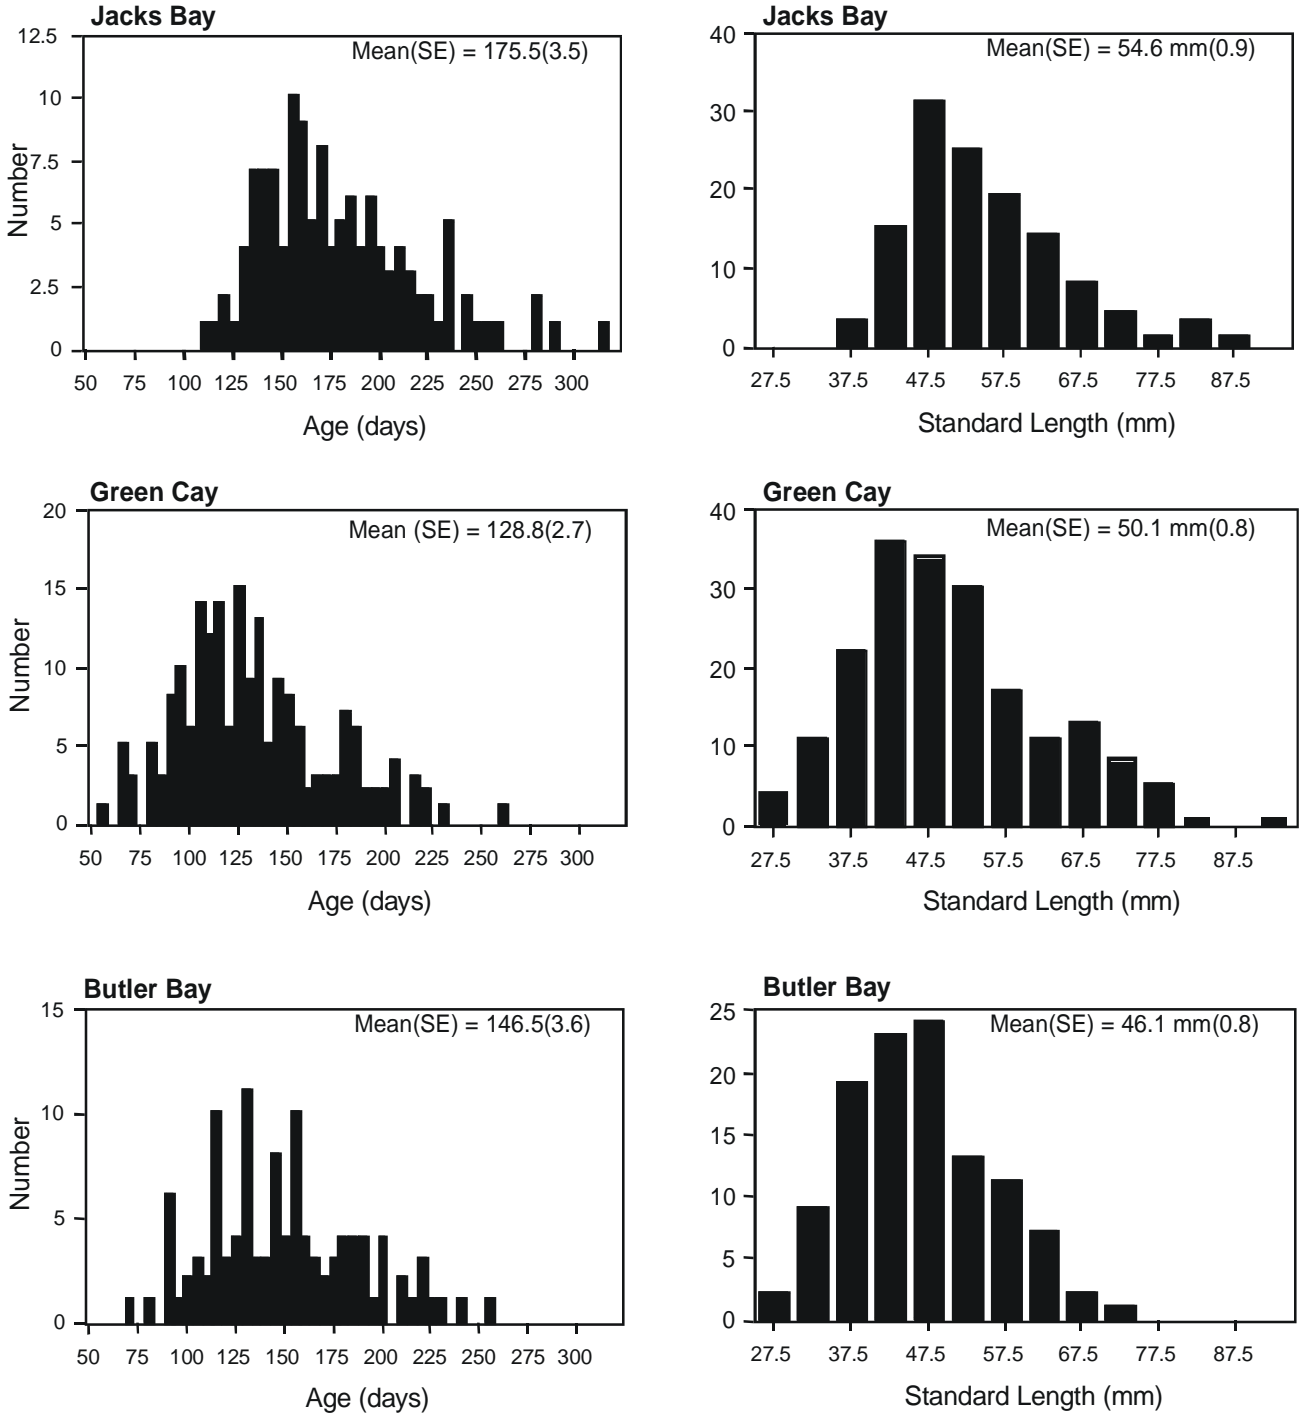 Jacks Bay
Mean(SE) = 175.5(3.5)
12.5
10
7.5
5
2.5
0
Number
50 75 100 125 150 175 200 225 250 275 300
Age (days)
Jacks Bay
Mean(SE) = 54.6 mm(0.9)
40
30
20
10
0
27.5 37.5 47.5 57.5 67.5 77.5 87.5
Standard Length (mm)
Green Cay
Mean (SE) = 128.8(2.7)
20
15
10
5
0
Number
50 75 100 125 150 175 200 225 250 275 300
Age (days)
Green Cay
Mean(SE) = 50.1 mm(0.8)
40
30
20
10
0
27.5 37.5 47.5 57.5 67.5 77.5 87.5
Standard Length (mm)
Butler Bay
Mean(SE) = 146.5(3.6)
15
10
5
0
Number
50 75 100 125 150 175 200 225 250 275 300
Age (days)
Butler Bay
Mean(SE) = 46.1 mm(0.8)
25
20
15
10
5
0
27.5 37.5 47.5 57.5 67.5 77.5 87.5
Standard Length (mm)